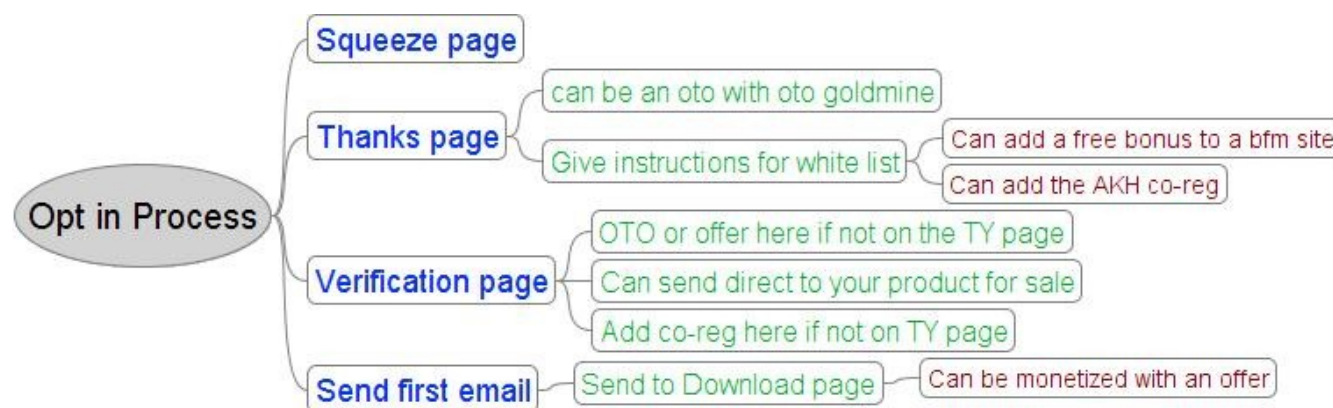 Opt in Process
Squeeze page
Thanks page
can be an oto with oto goldmine
Give instructions for white list
Can add a free bonus to a bfm site
Can add the AKH co-reg
Verification page
OTO or offer here if not on the TY page
Can send direct to your product for sale
Add co-reg here if not on TY page
Send first email
Send to Download page
Can be monetized with an offer